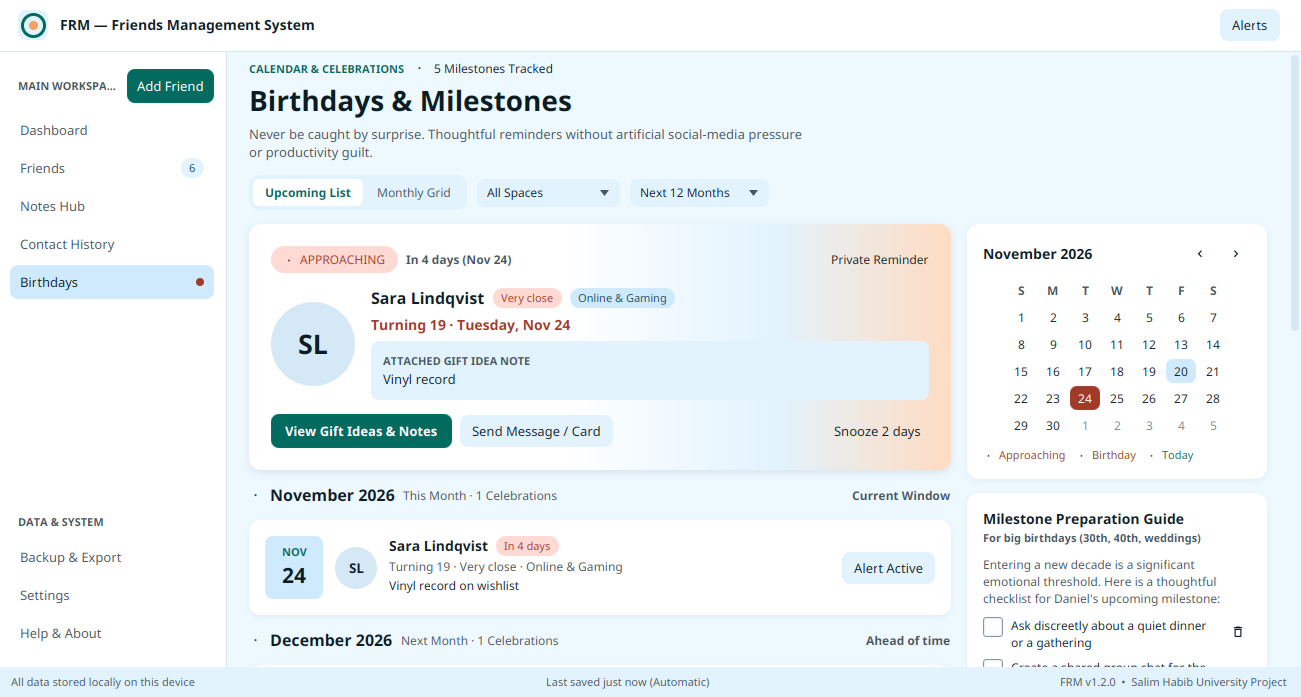 FRM — Friends Management System
Alerts
MAIN WORKSPA...
Add Friend
Dashboard
Friends 6
Notes Hub
Contact History
Birthdays
DATA & SYSTEM
Backup & Export
Settings
Help & About
CALENDAR & CELEBRATIONS · 5 Milestones Tracked
Birthdays & Milestones
Never be caught by surprise. Thoughtful reminders without artificial social-media pressure
or productivity guilt.
Upcoming List Monthly Grid All Spaces Next 12 Months
· APPROACHING In 4 days (Nov 24) Private Reminder
SL
Sara Lindqvist Very close Online & Gaming
Turning 19 · Tuesday, Nov 24
ATTACHED GIFT IDEA NOTE
Vinyl record
View Gift Ideas & Notes Send Message / Card Snooze 2 days
· November 2026 This Month · 1 Celebrations Current Window
NOV
24
SL
Sara Lindqvist In 4 days
Turning 19 · Very close · Online & Gaming
Vinyl record on wishlist
Alert Active
· December 2026 Next Month · 1 Celebrations Ahead of time
November 2026 ‹ ›
S M T W T F S
1 2 3 4 5 6 7
8 9 10 11 12 13 14
15 16 17 18 19 20 21
22 23 24 25 26 27 28
29 30 1 2 3 4 5
· Approaching · Birthday · Today
Milestone Preparation Guide
For big birthdays (30th, 40th, weddings)
Entering a new decade is a significant
emotional threshold. Here is a thoughtful
checklist for Daniel's upcoming milestone:
Ask discreetly about a quiet dinner
or a gathering
Create a shared group chat for the
All data stored locally on this device
Last saved just now (Automatic)
FRM v1.2.0 • Salim Habib University Project